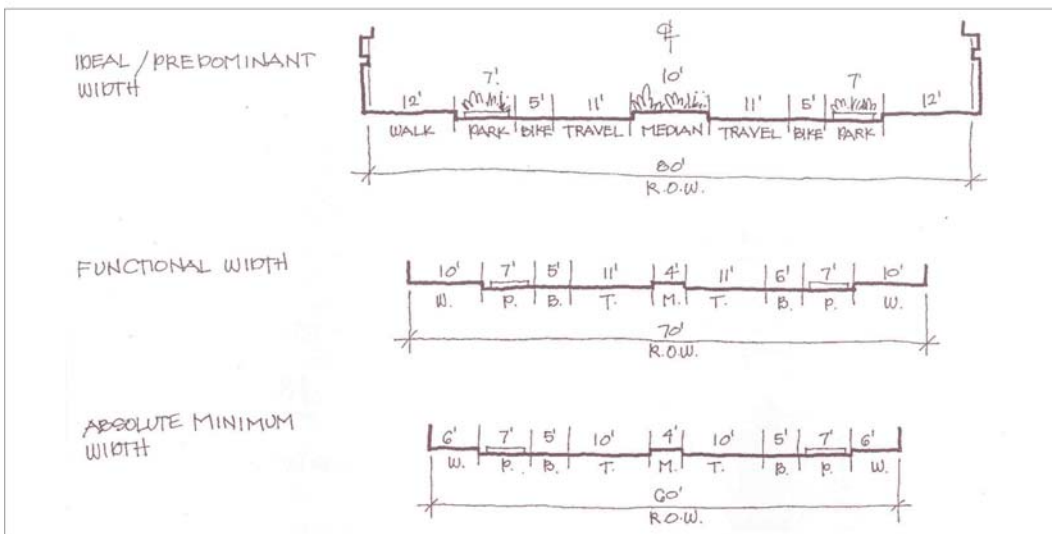 IDEAL / PREDOMINANT
WIDTH
7' 10' 7'
12' 5' 11' 11' 5' 12'
WALK PARK BIKE TRAVEL MEDIAN TRAVEL BIKE PARK
80'
R.O.W.
FUNCTIONAL WIDTH
10' 7' 5' 11' 4' 11' 6' 7' 10'
W. P. B. T. M. T. B. P. W.
70'
R.O.W.
ABSOLUTE MINIMUM
WIDTH
6' 7' 5' 10' 4' 10' 5' 7' 6'
W. P. B. T. M. T. B. P. W.
60'
R.O.W.